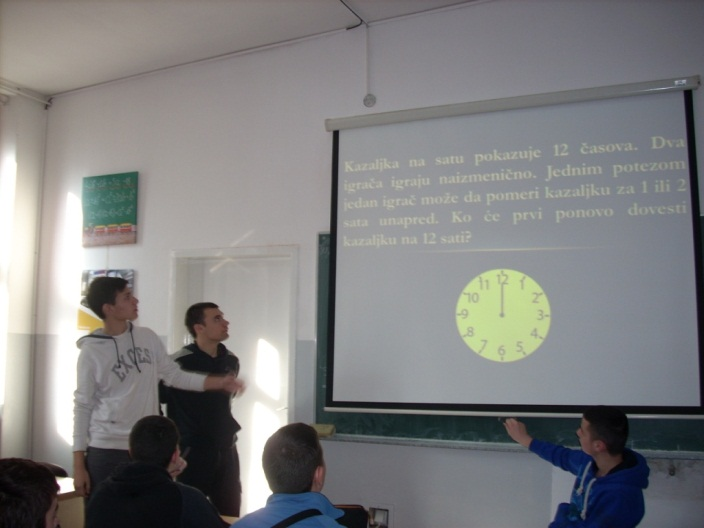 Kazaljka na satu pokazuje 12 časova. Dva
igrača igraju naizmenično. Jednim potezom
jedan igrač može da pomeri kazaljku za 1 ili 2
sata unapred. Ko će prvi ponovo dovesti
kazaljku na 12 sati?
12
11 1
10 2
9 3
8 4
7 5
6